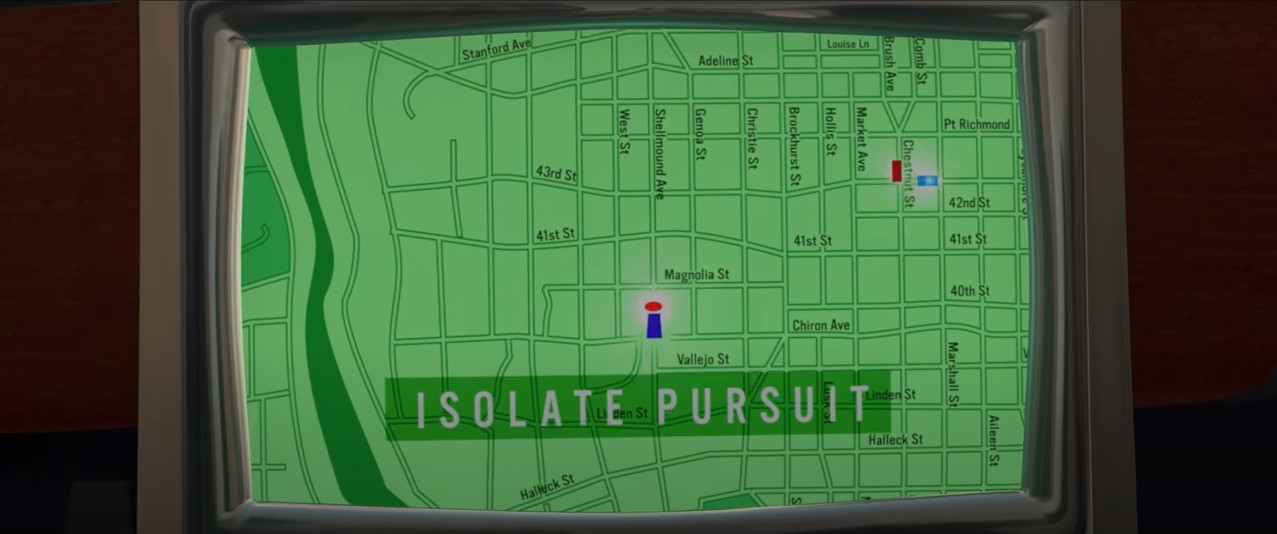 Stanford Ave
Louise Ln
Adeline St
Brush Ave
Comb St
West St
Shellmound Ave
Genoa St
Christie St
Brockhurst St
Hollis St
Market Ave
Pt Richmond
Chestnut St
43rd St
42nd St
41st St
41st St
41st St
Magnolia St
40th St
Chiron Ave
Vallejo St
Marshall St
ISOLATE PURSUIT
Linden St
Linden St
Halleck St
Aileen St
Halleck St